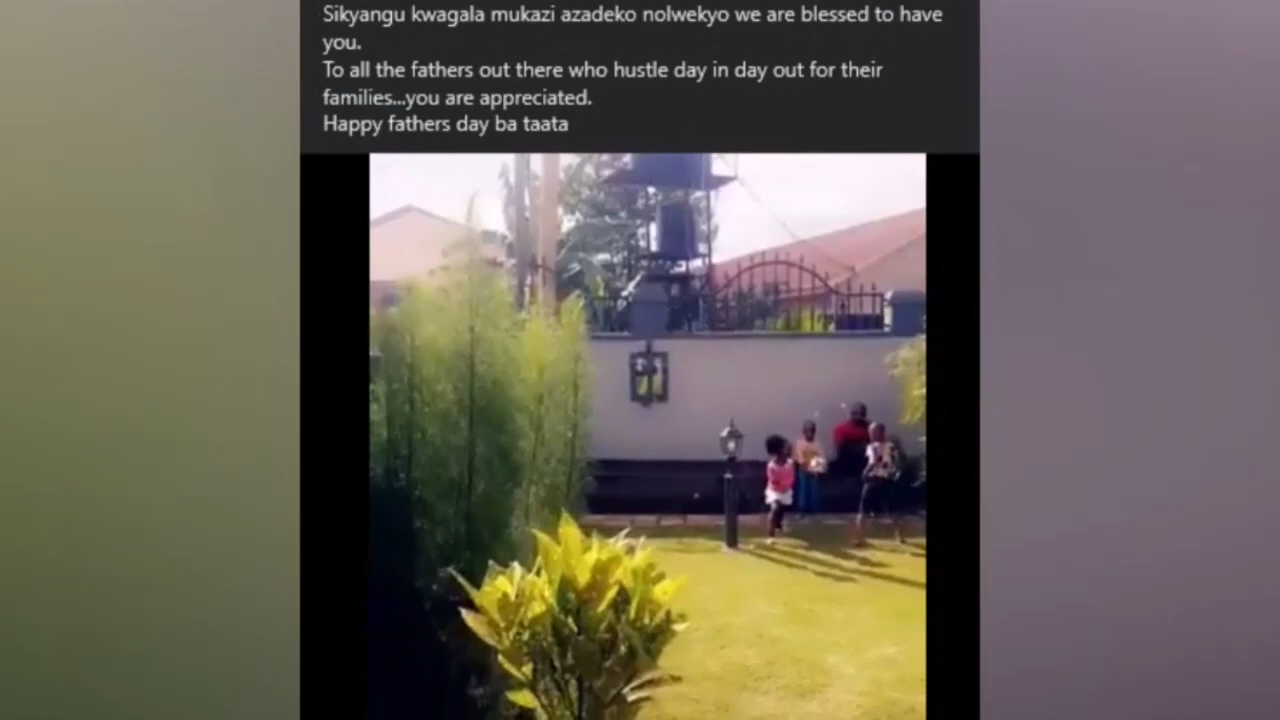 Sikyangu kwagala mukazi azadeko nolwekyo we are blessed to have
you.
To all the fathers out there who hustle day in day out for their
families...you are appreciated.
Happy fathers day ba taata